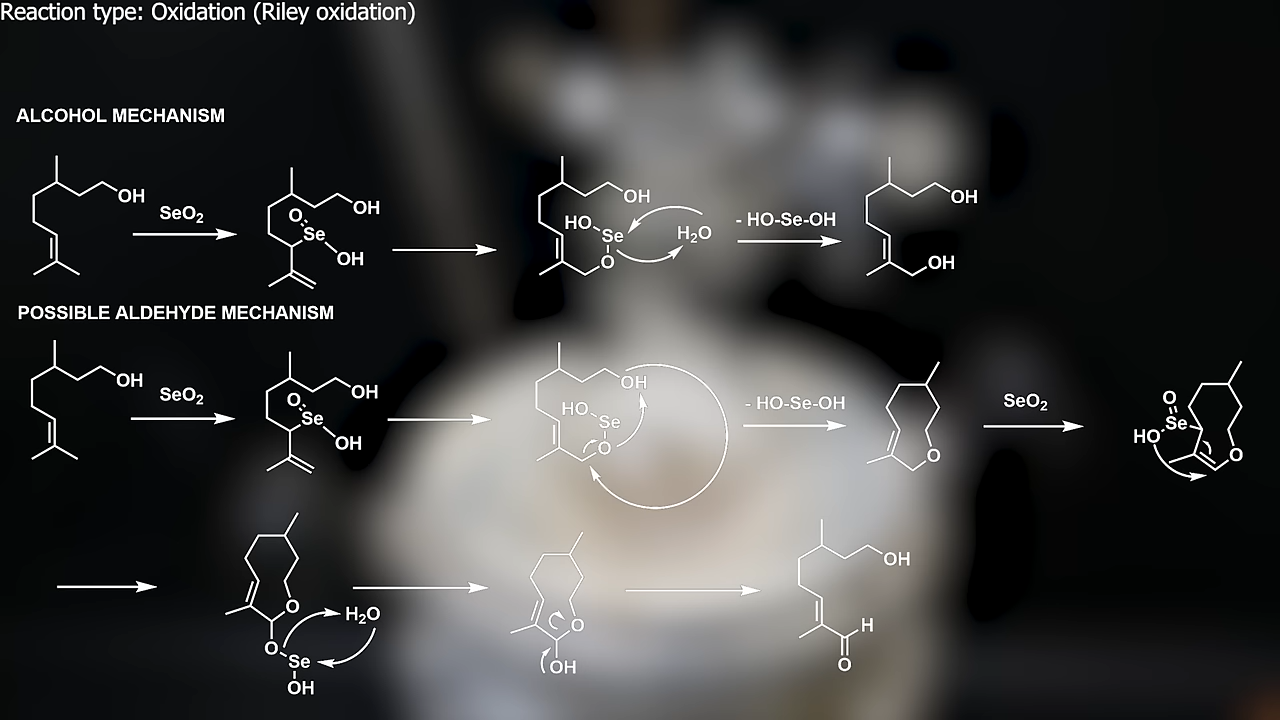 Reaction type: Oxidation (Riley oxidation)
ALCOHOL MECHANISM
OH
SeO₂
O
Se
OH
OH
OH
HO
Se
O
H₂O
- HO-Se-OH
OH
OH
POSSIBLE ALDEHYDE MECHANISM
OH
SeO₂
O
Se
OH
OH
OH
HO
Se
O
- HO-Se-OH
O
SeO₂
O
Se
HO
O
O
H₂O
O
Se
OH
O
OH
OH
H
O